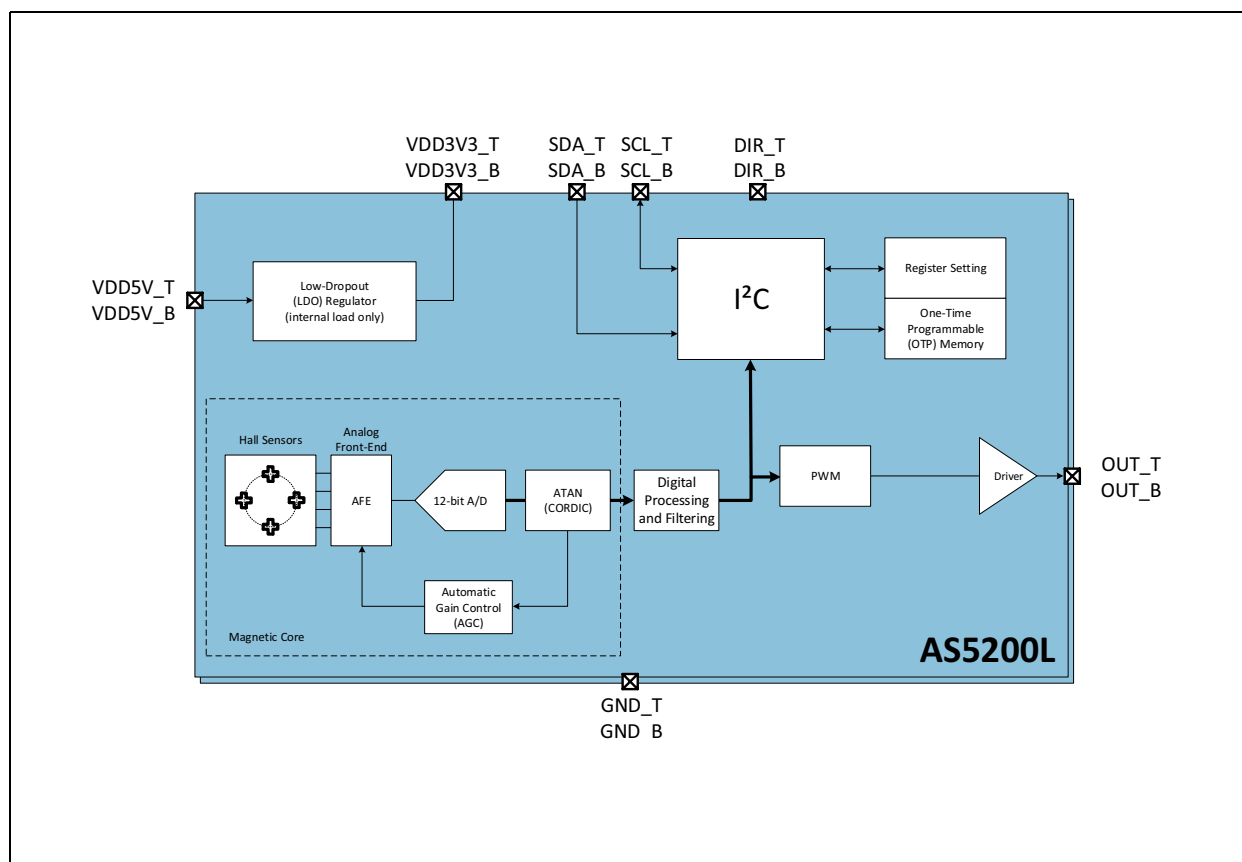 VDD3V3_T
VDD3V3_B
SDA_T
SDA_B
SCL_T
SCL_B
DIR_T
DIR_B
VDD5V_T
VDD5V_B
Low-Dropout
(LDO) Regulator
(internal load only)
I²C
Register Setting
One-Time
Programmable
(OTP) Memory
Hall Sensors
Analog
Front-End
AFE
12-bit A/D
ATAN
(CORDIC)
Digital
Processing
and Filtering
PWM
Driver
OUT_T
OUT_B
Automatic
Gain Control
(AGC)
Magnetic Core
AS5200L
GND_T
GND B